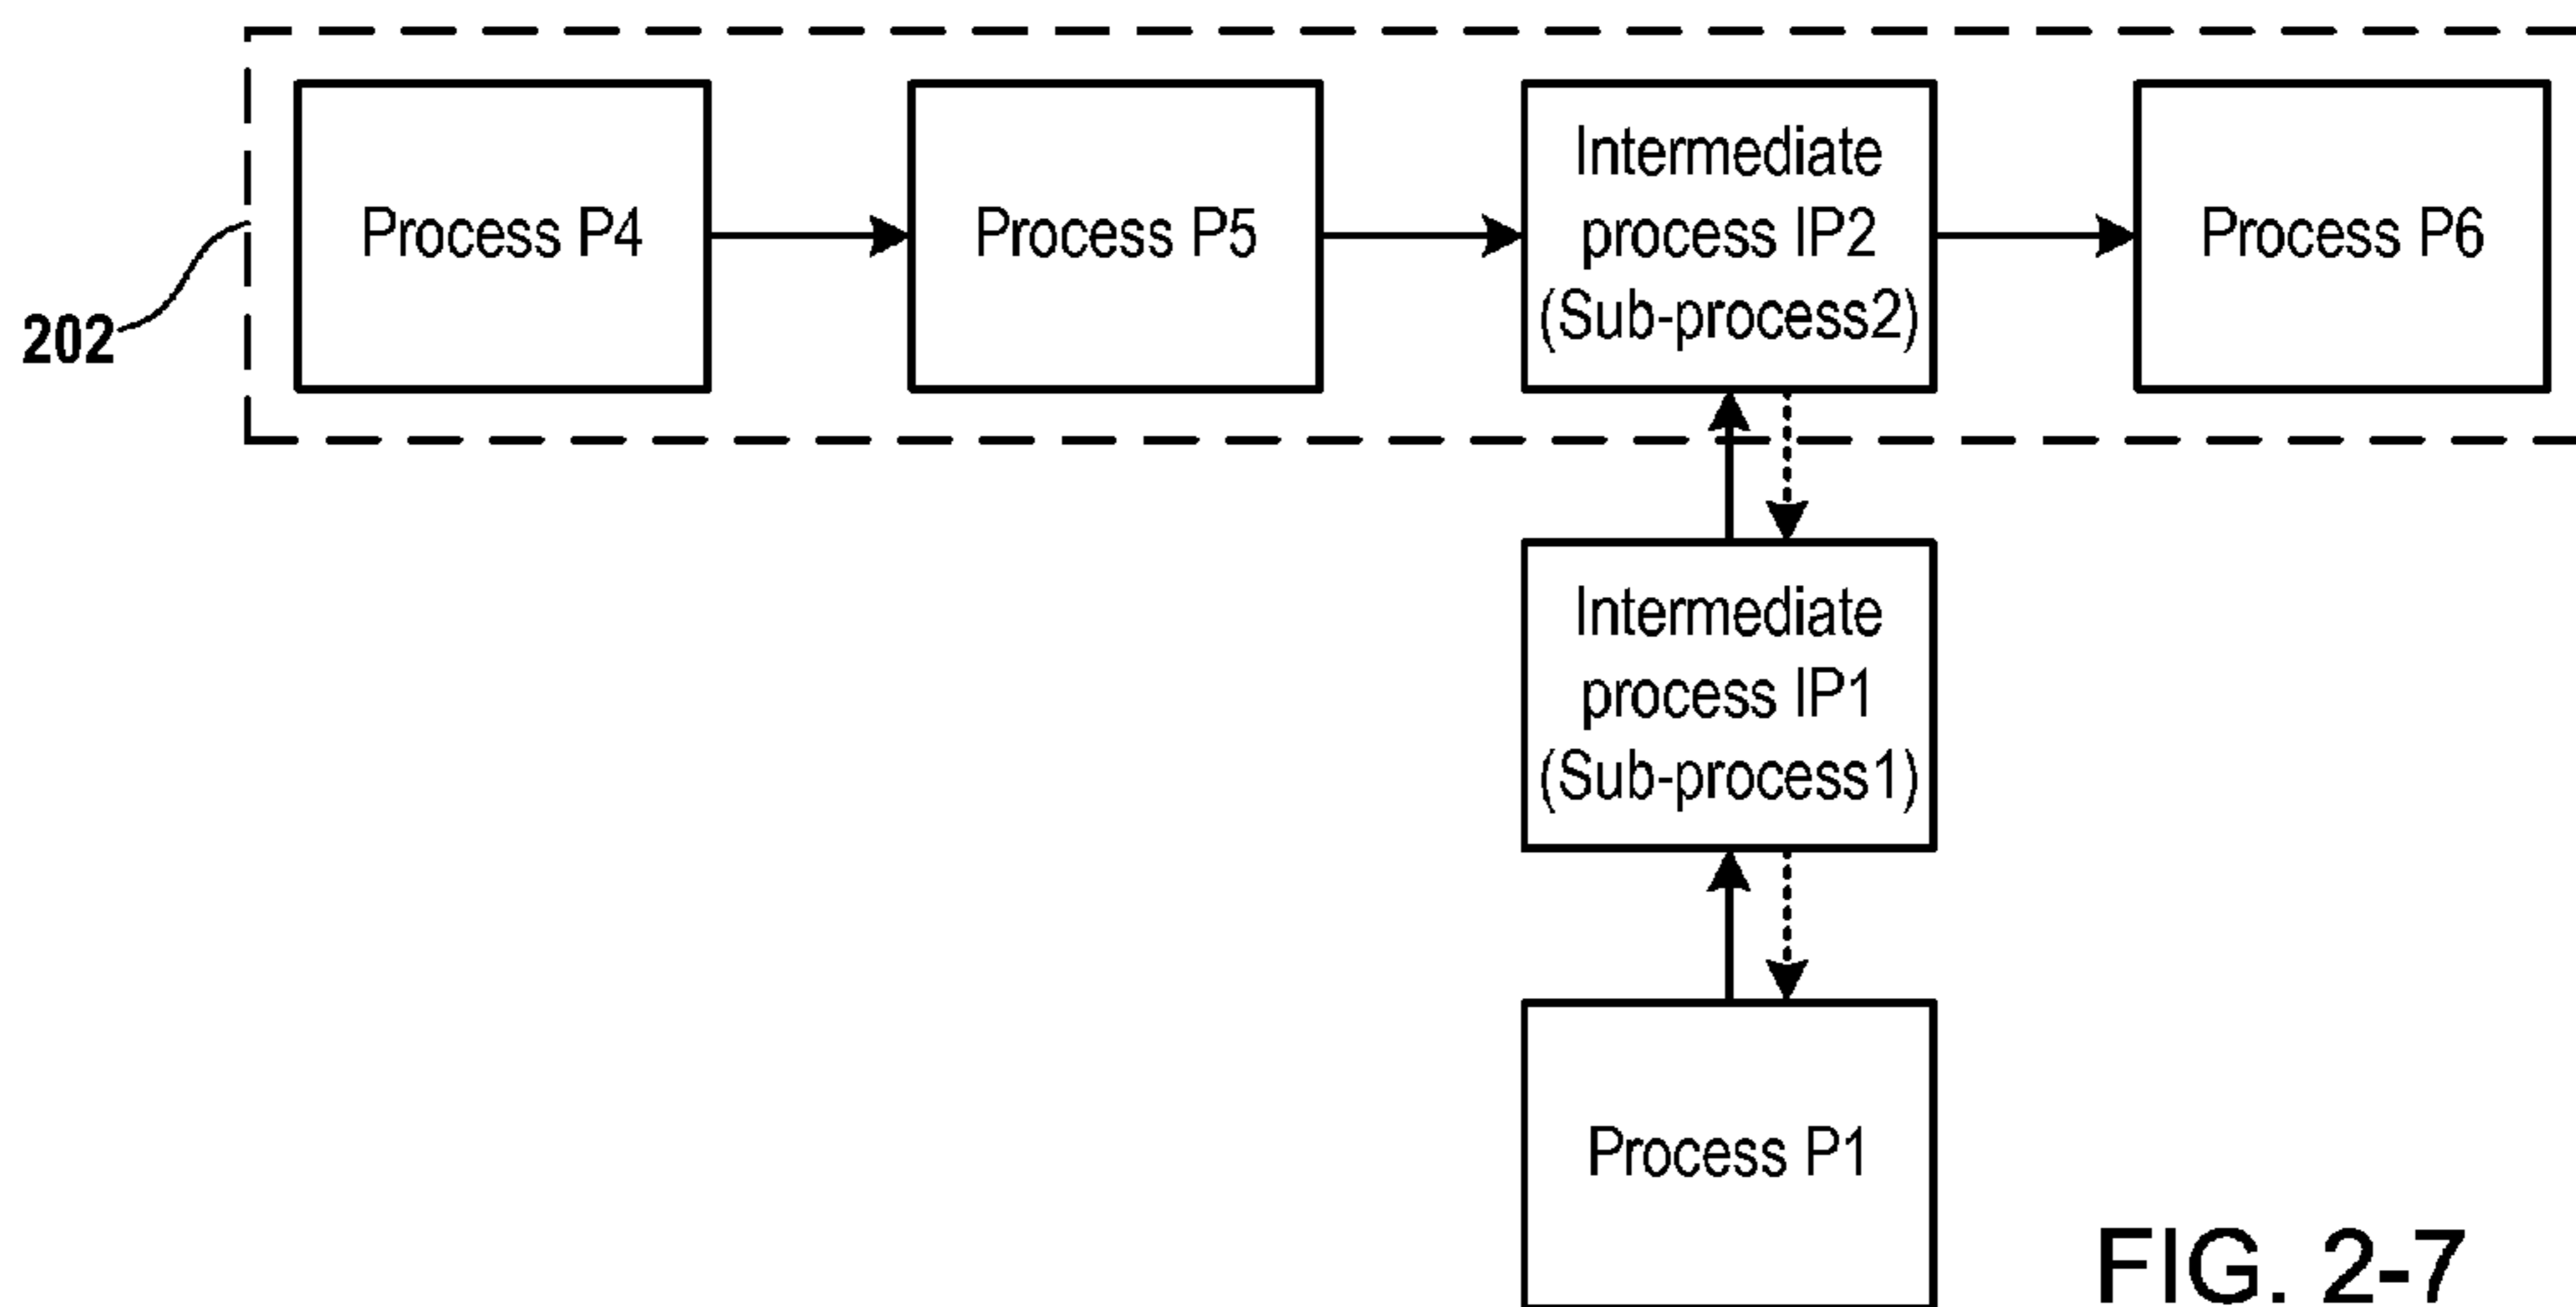 Process P4
Process P5
Intermediate
process IP2
(Sub-process2)
Process P6
202
Intermediate
process IP1
(Sub-process1)
Process P1
FIG. 2-7